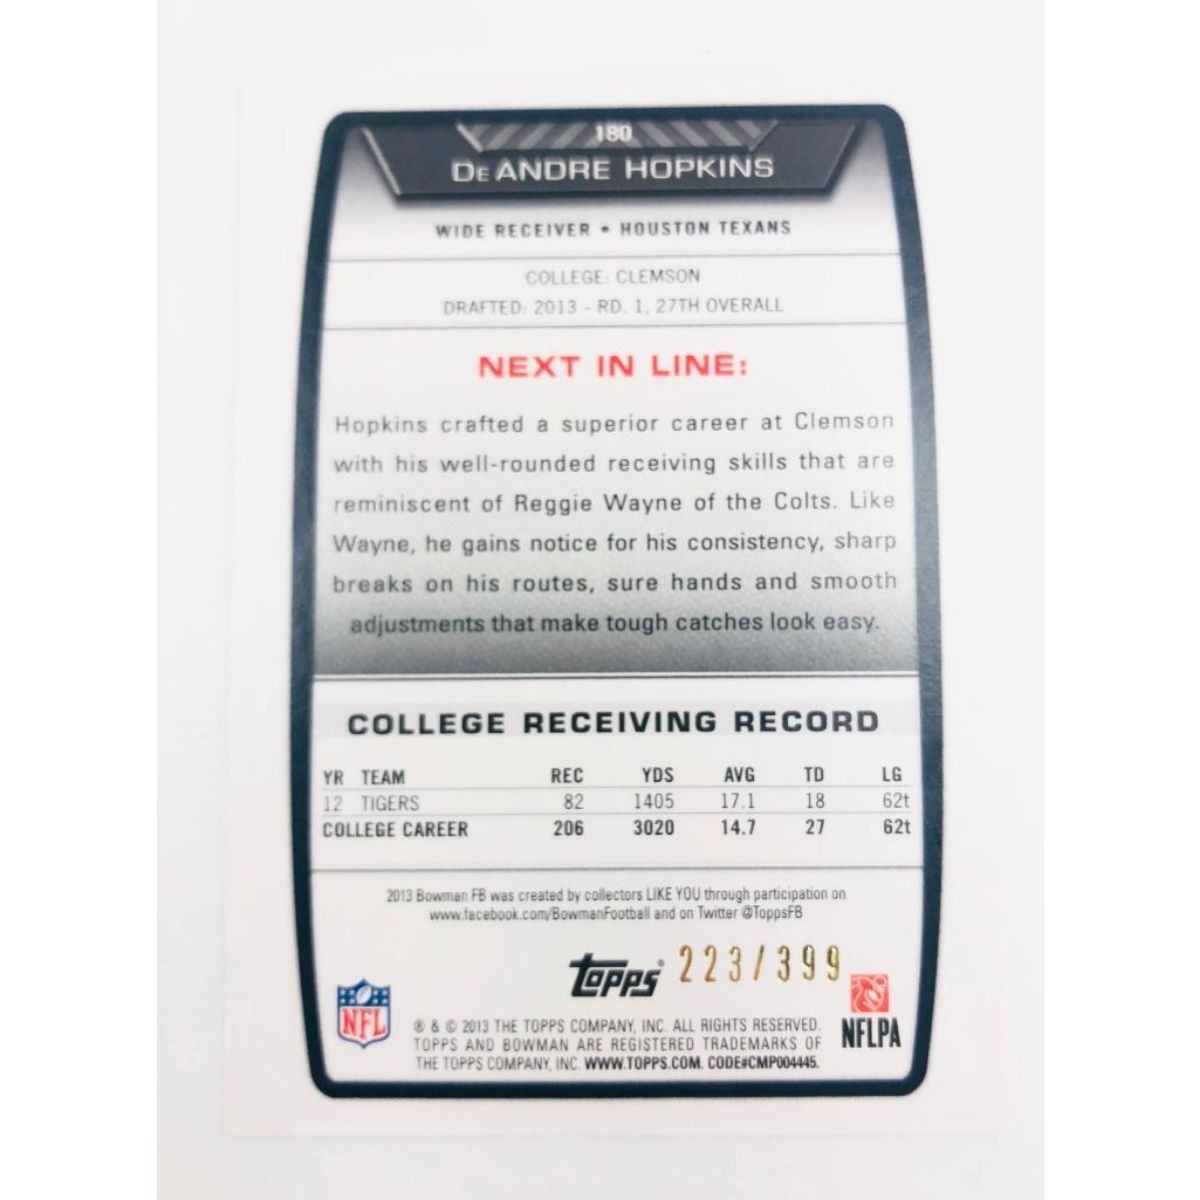 180
DeANDRE HOPKINS
WIDE RECEIVER • HOUSTON TEXANS
COLLEGE: CLEMSON
DRAFTED: 2013 - RD. 1, 27TH OVERALL
NEXT IN LINE:
Hopkins crafted a superior career at Clemson
with his well-rounded receiving skills that are
reminiscent of Reggie Wayne of the Colts. Like
Wayne, he gains notice for his consistency, sharp
breaks on his routes, sure hands and smooth
adjustments that make tough catches look easy.
COLLEGE RECEIVING RECORD
YR TEAM REC YDS AVG TD LG
12 TIGERS 82 1405 17.1 18 62t
COLLEGE CAREER 206 3020 14.7 27 62t
2013 Bowman FB was created by collectors LIKE YOU through participation on
www.facebook.com/BowmanFootball and on Twitter @ToppsFB
Topps® 223/399
NFL
® & © 2013 THE TOPPS COMPANY, INC. ALL RIGHTS RESERVED.
TOPPS AND BOWMAN ARE REGISTERED TRADEMARKS OF
THE TOPPS COMPANY, INC. WWW.TOPPS.COM. CODE#CMP004445.
NFLPA